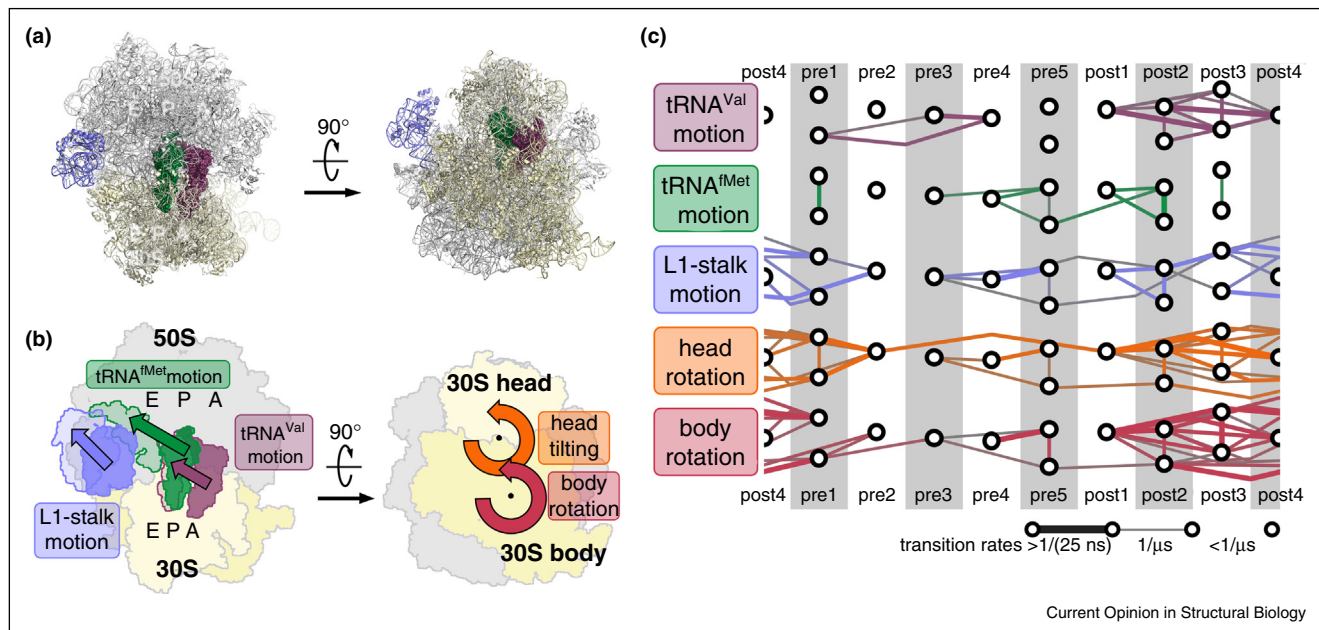 (a)
E P A
E P A
90°
(b)
50S
tRNAfMet motion
E P A
tRNAVal
motion
L1-stalk
motion
E P A
30S
90°
30S head
head
tilting
body
rotation
30S body
(c)
post4 pre1 pre2 pre3 pre4 pre5 post1 post2 post3 post4
tRNAVal
motion
tRNAfMet
motion
L1-stalk
motion
head
rotation
body
rotation
post4 pre1 pre2 pre3 pre4 pre5 post1 post2 post3 post4
transition rates >1/(25 ns) 1/μs <1/μs
Current Opinion in Structural Biology